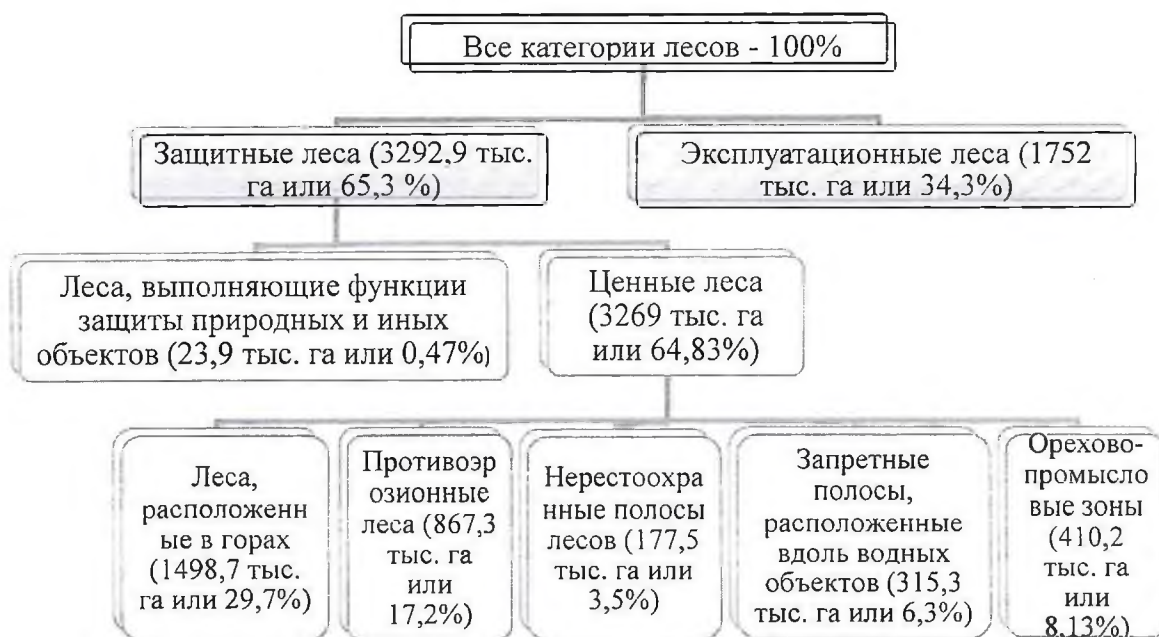 Все категории лесов - 100%
Защитные леса (3292,9 тыс.
га или 65,3 %)
Эксплуатационные леса (1752
тыс. га или 34,3%)
Леса, выполняющие функции
защиты природных и иных
объектов (23,9 тыс. га или 0,47%)
Ценные леса
(3269 тыс. га
или 64,83%)
Леса,
расположенн
ые в горах
(1498,7 тыс.
га или 29,7%)
Противоэр
озионные
леса (867,3
тыс. га
или
17,2%)
Нерестоохра
нные полосы
лесов (177,5
тыс. га или
3,5%)
Запретные
полосы,
расположенные
вдоль водных
объектов (315,3
тыс. га или 6,3%)
Орехово-
промысло
вые зоны
(410,2
тыс. га
или
8,13%)